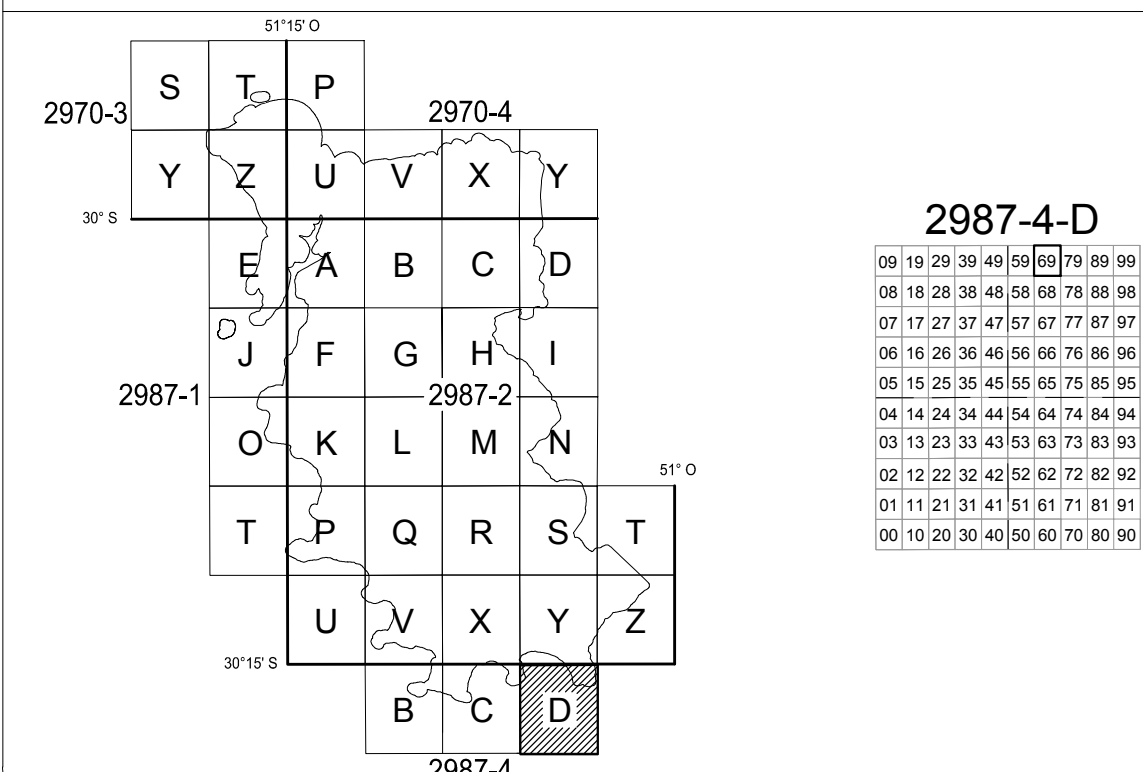 51°15' O
S T P
2970-3 2970-4
Y Z U V X Y
30° S
E A B C D
J F G H I
2987-1 2987-2
O K L M N
51° O
T P Q R S T
U V X Y Z
30°15' S
B C D
2987-4
2987-4-D
09 19 29 39 49 59 69 79 89 99
08 18 28 38 48 58 68 78 88 98
07 17 27 37 47 57 67 77 87 97
06 16 26 36 46 56 66 76 86 96
05 15 25 35 45 55 65 75 85 95
04 14 24 34 44 54 64 74 84 94
03 13 23 33 43 53 63 73 83 93
02 12 22 32 42 52 62 72 82 92
01 11 21 31 41 51 61 71 81 91
00 10 20 30 40 50 60 70 80 90